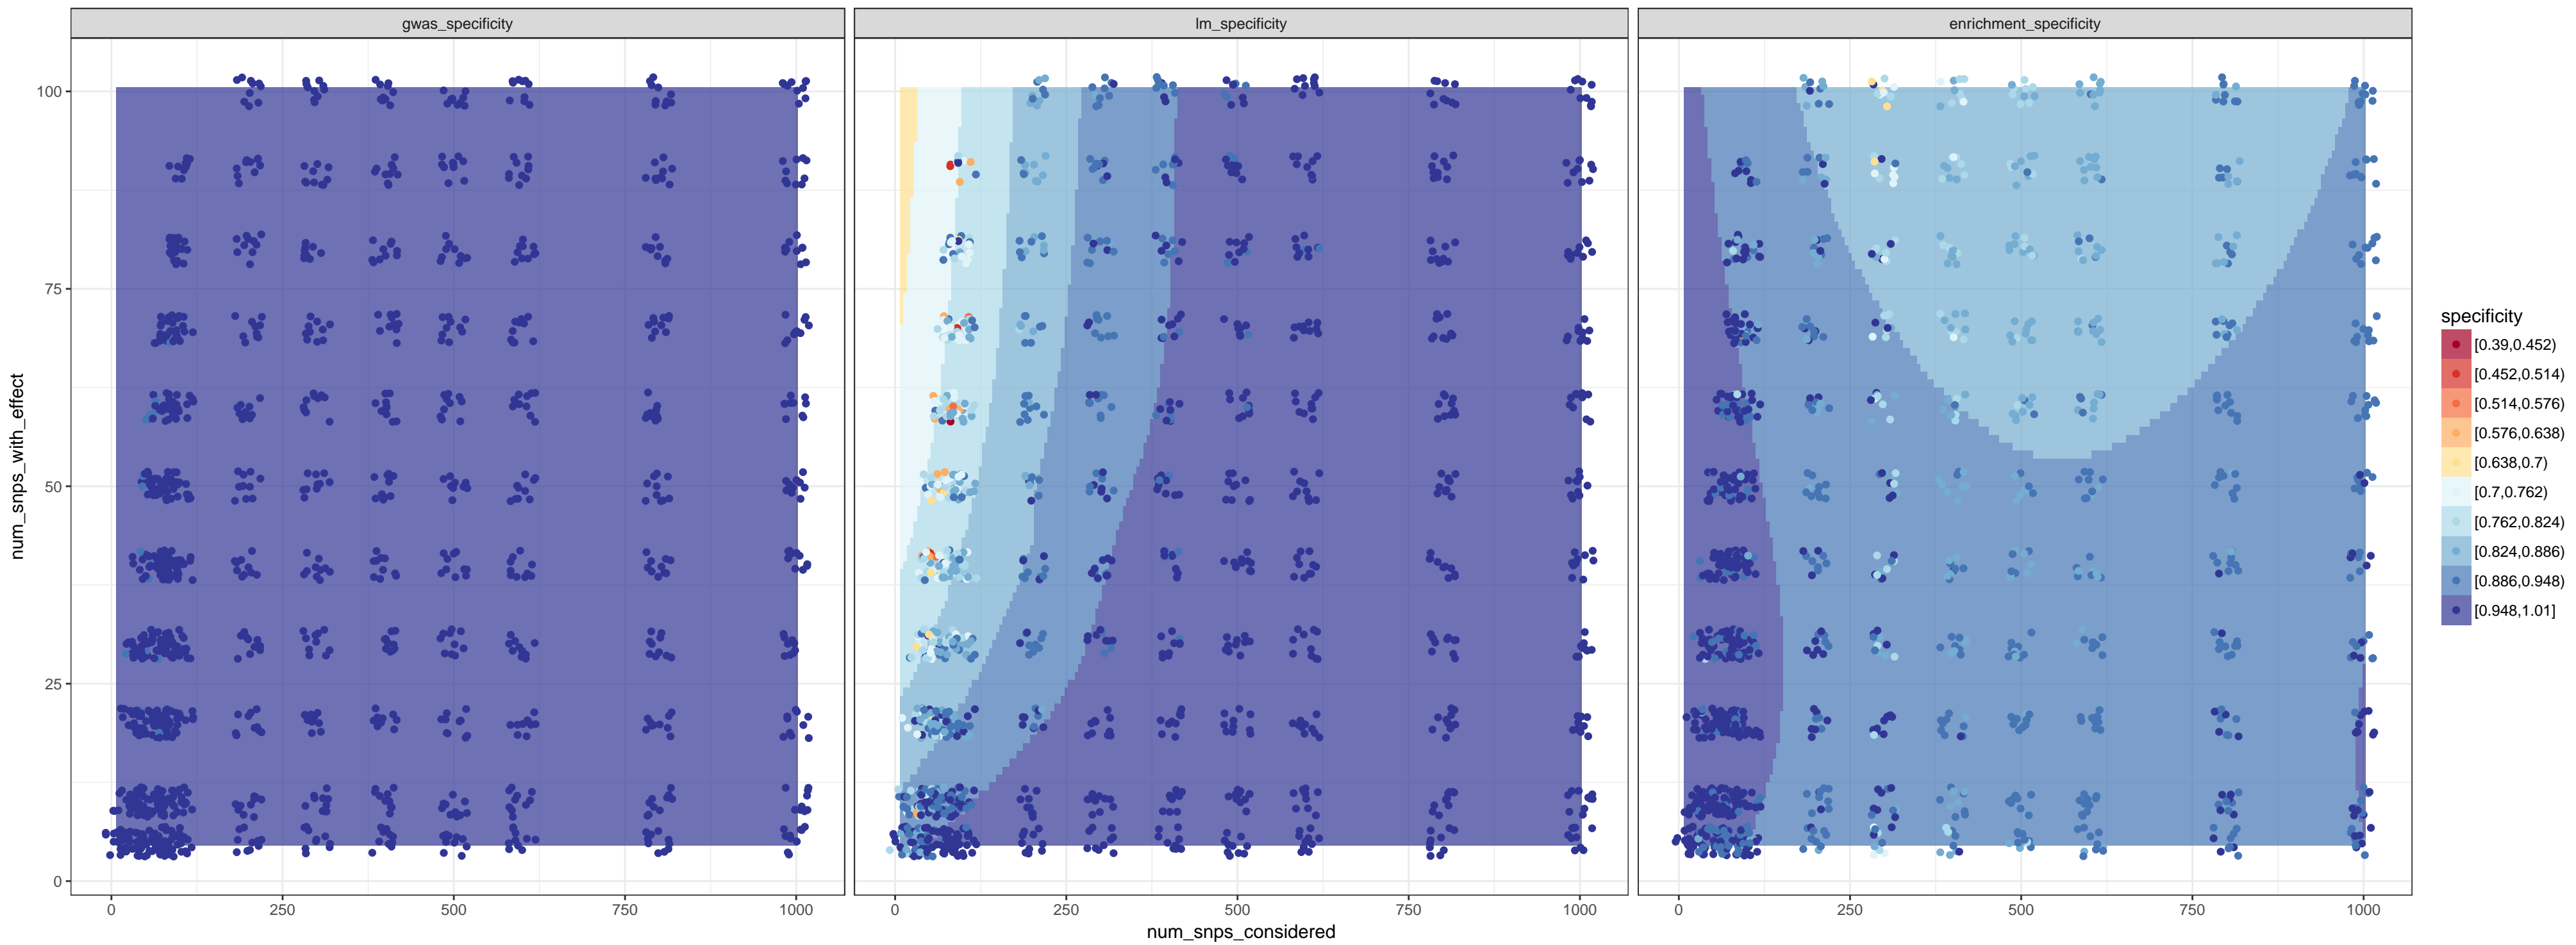 gwas_specificity
lm_specificity
enrichment_specificity
num_snps_with_effect
100
75
50
25
0
0 250 500 750 1000
0 250 500 750 1000
0 250 500 750 1000
num_snps_considered
specificity
[0.39,0.452)
[0.452,0.514)
[0.514,0.576)
[0.576,0.638)
[0.638,0.7)
[0.7,0.762)
[0.762,0.824)
[0.824,0.886)
[0.886,0.948)
[0.948,1.01]